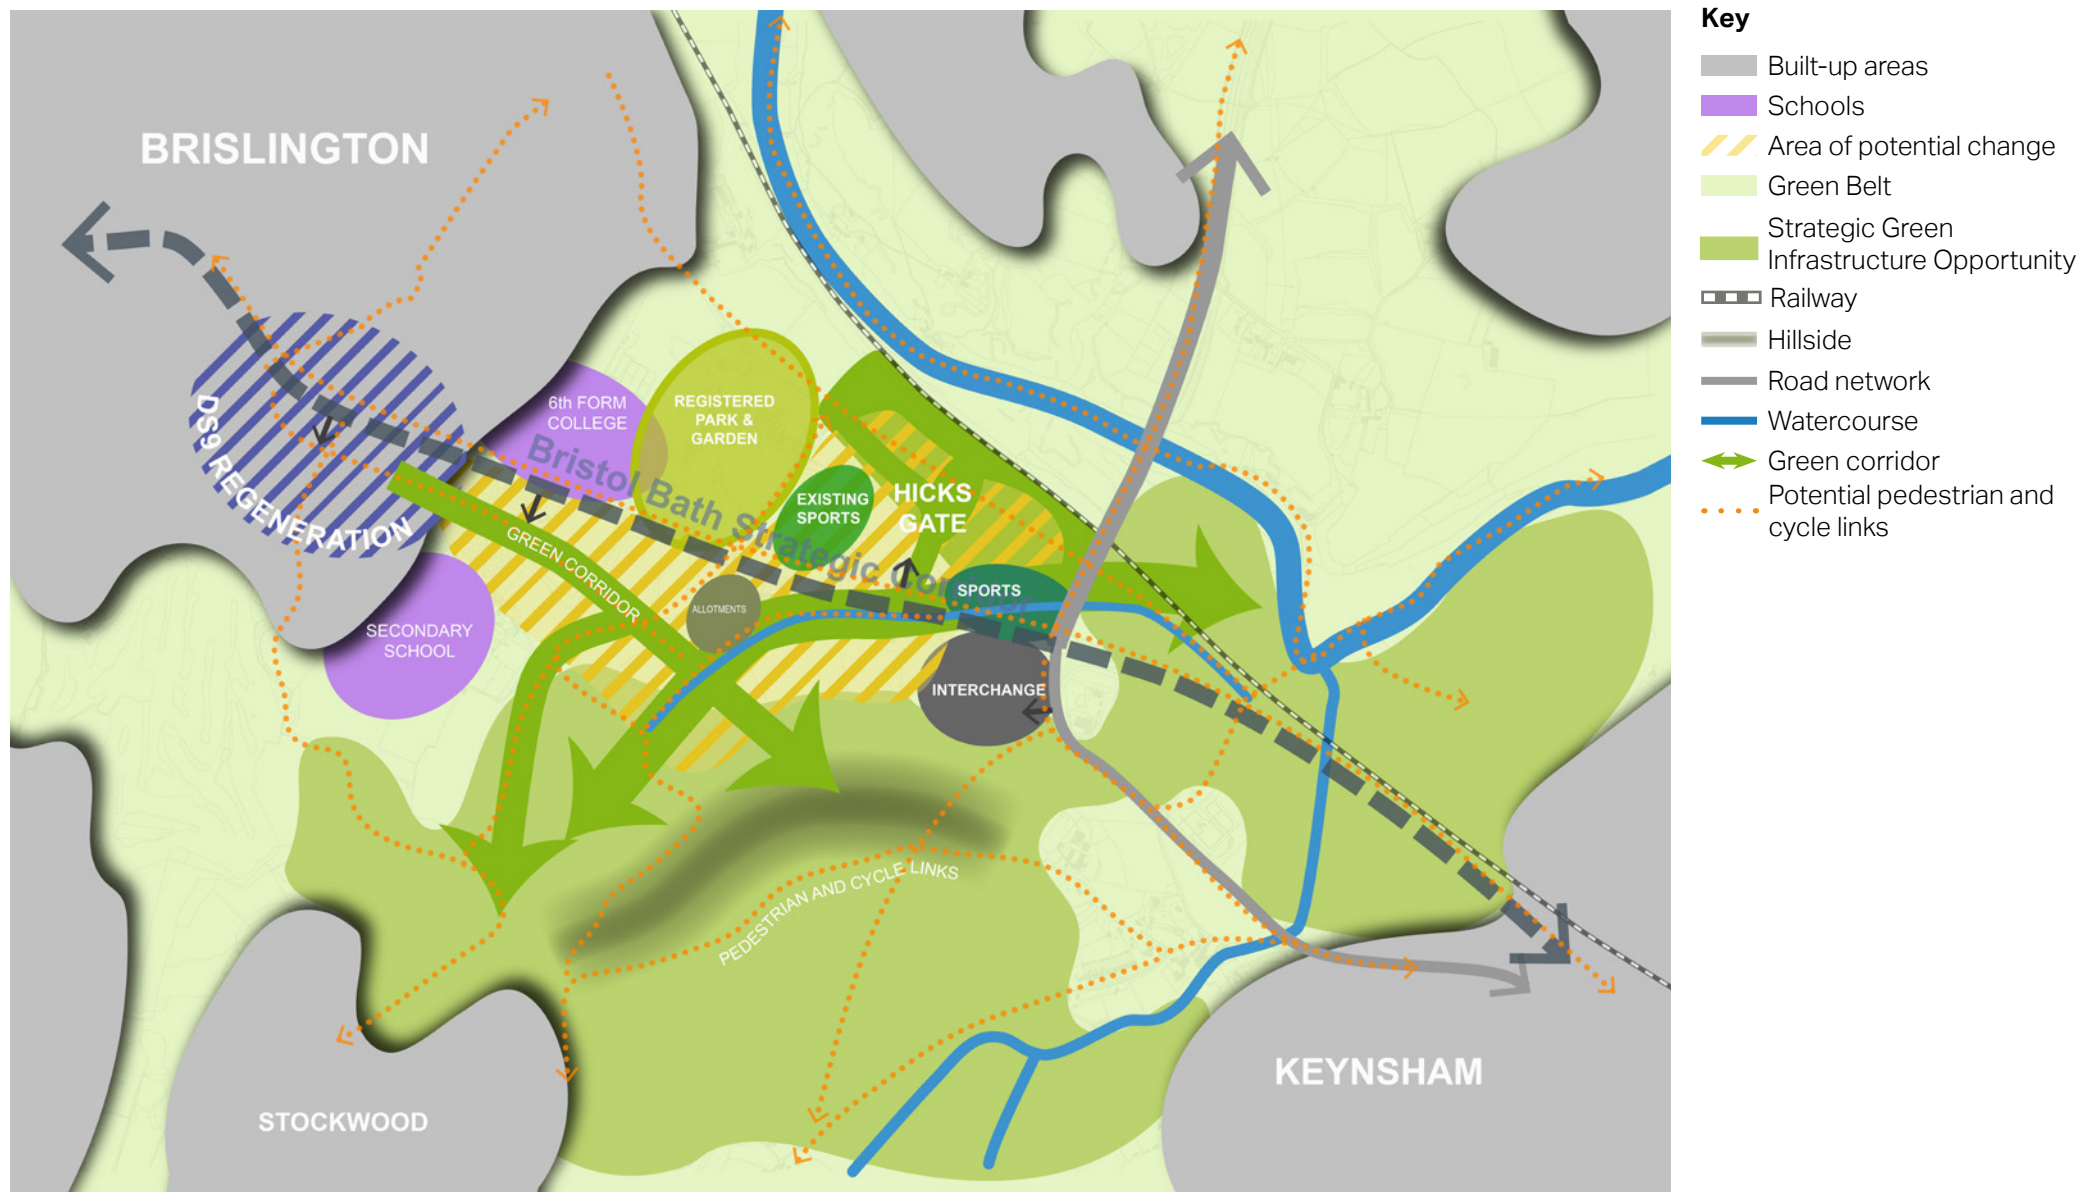 BRISLINGTON
6th FORM
COLLEGE
REGISTERED
PARK &
GARDEN
DS9 REGENERATION
Bristol Bath Strategic Corridor
EXISTING
SPORTS
HICKS
GATE
GREEN CORRIDOR
SPORTS
ALLOTMENTS
SECONDARY
SCHOOL
INTERCHANGE
PEDESTRIAN AND CYCLE LINKS
KEYNSHAM
STOCKWOOD
Key
Built-up areas
Schools
Area of potential change
Green Belt
Strategic Green
Infrastructure Opportunity
Railway
Hillside
Road network
Watercourse
Green corridor
Potential pedestrian and
cycle links